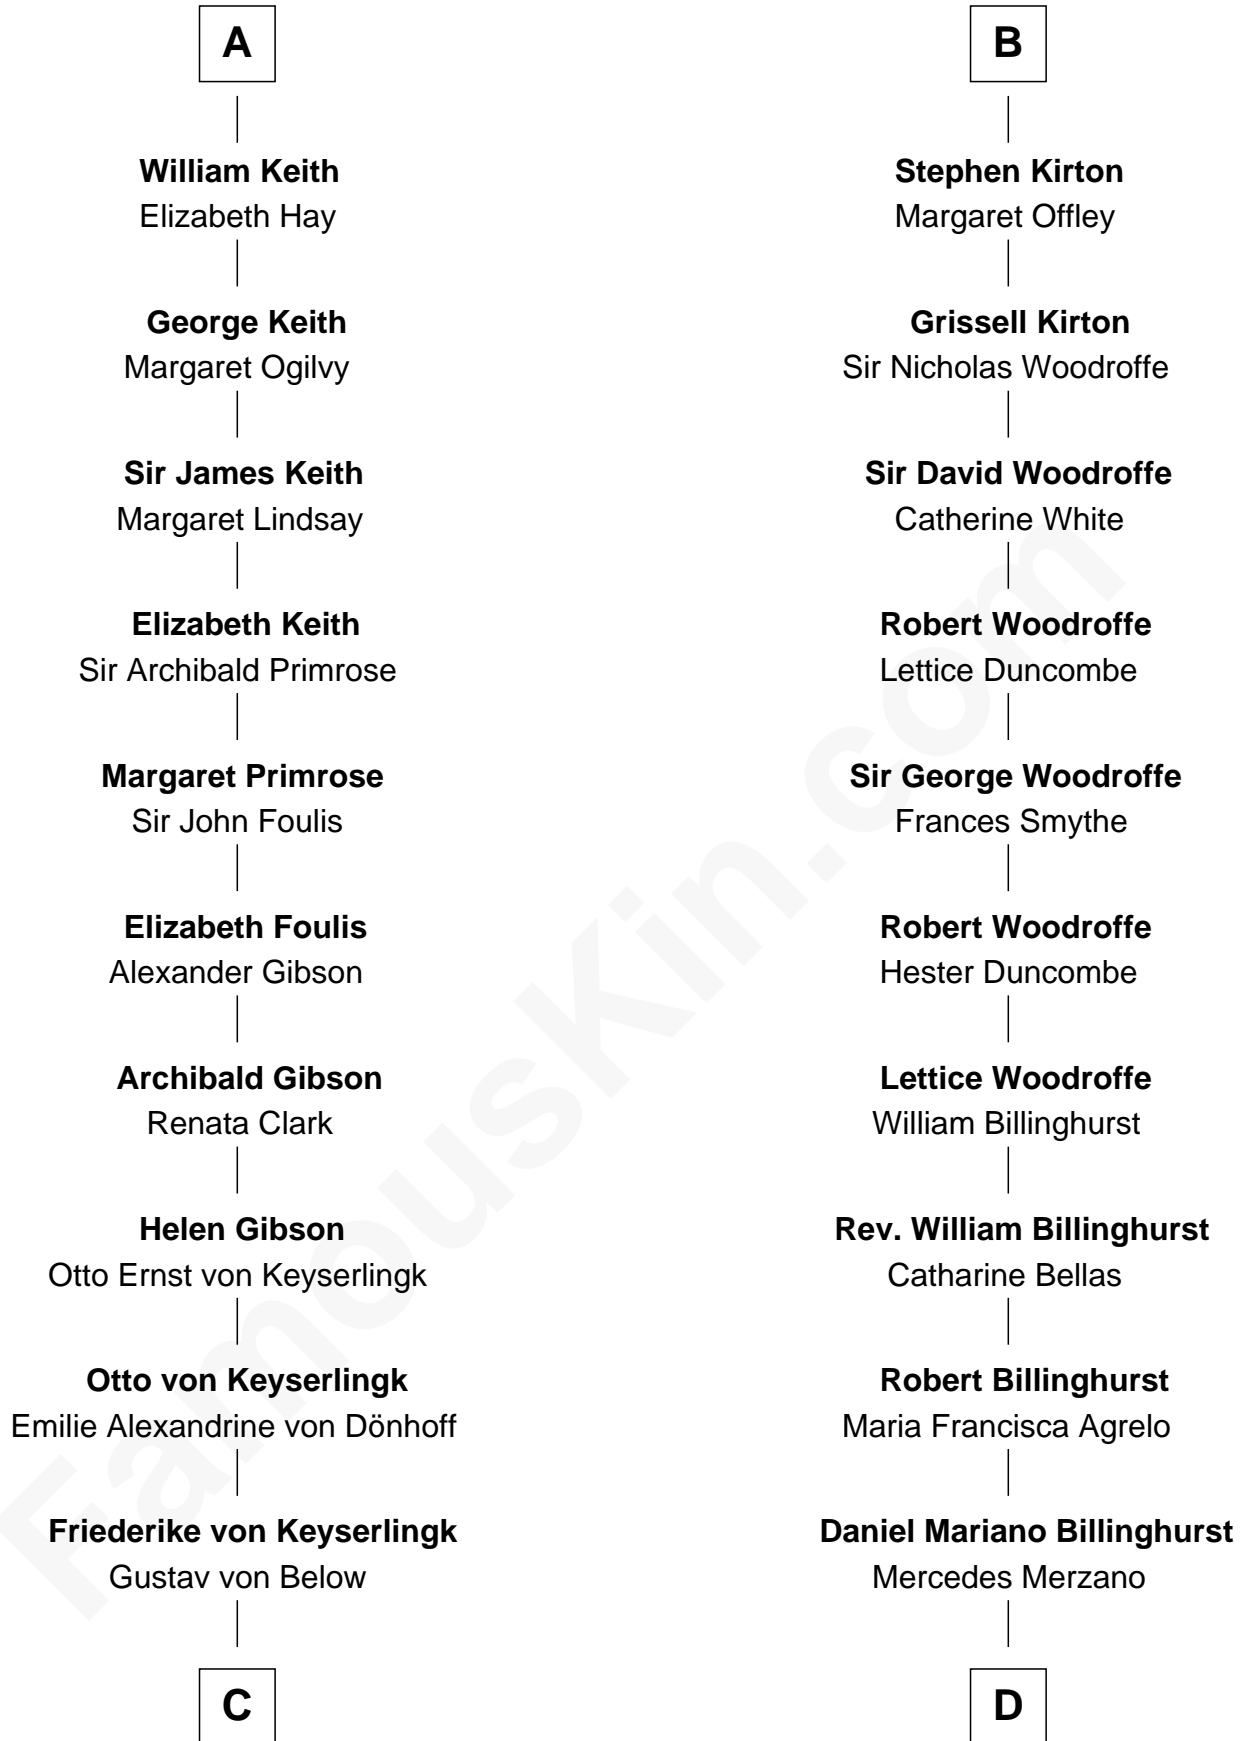 A
William Keith
Elizabeth Hay
George Keith
Margaret Ogilvy
Sir James Keith
Margaret Lindsay
Elizabeth Keith
Sir Archibald Primrose
Margaret Primrose
Sir John Foulis
Elizabeth Foulis
Alexander Gibson
Archibald Gibson
Renata Clark
Helen Gibson
Otto Ernst von Keyserlingk
Otto von Keyserlingk
Emilie Alexandrine von Dönhoff
Friederike von Keyserlingk
Gustav von Below
C
B
Stephen Kirton
Margaret Offley
Grissell Kirton
Sir Nicholas Woodroffe
Sir David Woodroffe
Catherine White
Robert Woodroffe
Lettice Duncombe
Sir George Woodroffe
Frances Smythe
Robert Woodroffe
Hester Duncombe
Lettice Woodroffe
William Billinghurst
Rev. William Billinghurst
Catharine Bellas
Robert Billinghurst
Maria Francisca Agrelo
Daniel Mariano Billinghurst
Mercedes Merzano
D
FamousKin.com